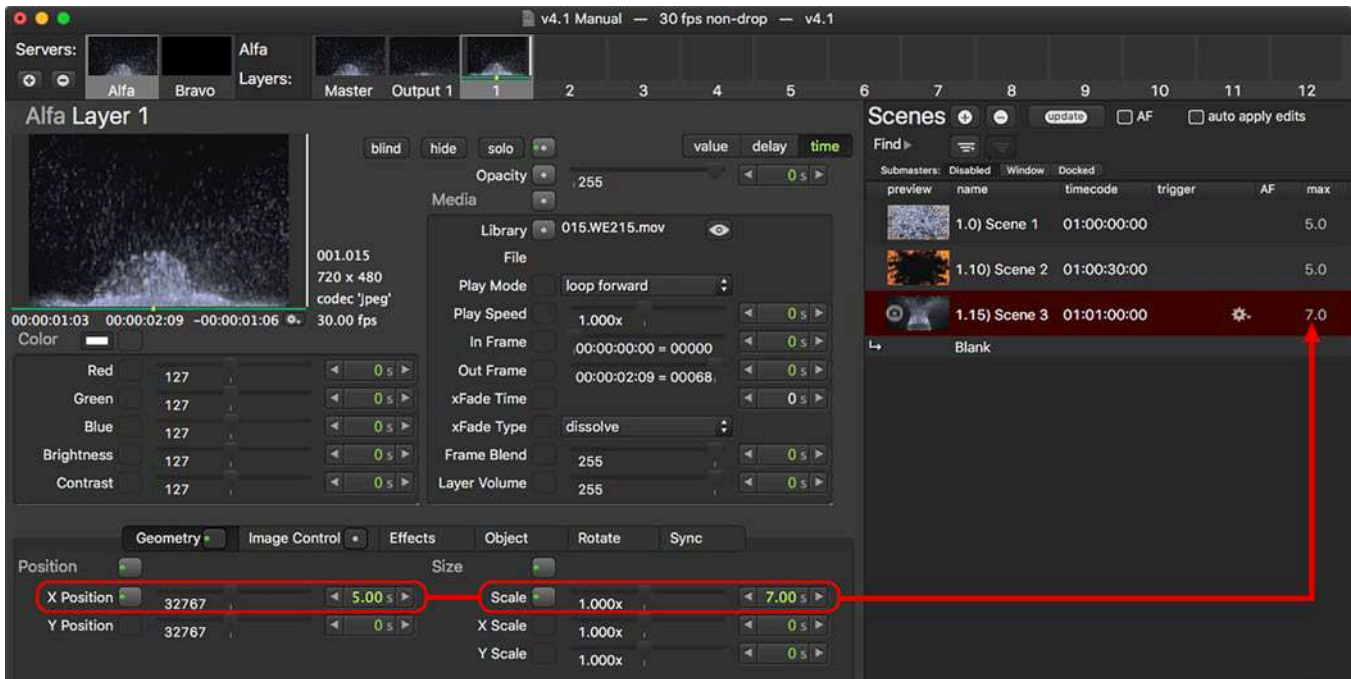 v4.1 Manual — 30 fps non-drop — v4.1
Servers:
Alfa
Bravo
Alfa
Layers:
Master
Output 1
1
2
3
4
5
6
7
8
9
10
11
12
Alfa Layer 1
blind
hide
solo
value
delay
time
Opacity
255
0 s
Media
Library
015.WE215.mov
File
001.015
720 x 480
codec 'jpeg'
30.00 fps
00:00:01:03
00:00:02:09
-00:00:01:06
Play Mode
loop forward
Play Speed
1.000x
0 s
In Frame
00:00:00:00 = 00000
0 s
Out Frame
00:00:02:09 = 00068
0 s
xFade Time
0 s
xFade Type
dissolve
Frame Blend
255
0 s
Layer Volume
255
0 s
Color
Red
127
0 s
Green
127
0 s
Blue
127
0 s
Brightness
127
0 s
Contrast
127
0 s
Geometry
Image Control
Effects
Object
Rotate
Sync
Position
X Position
32767
5.00 s
Y Position
32767
0 s
Size
Scale
1.000x
7.00 s
X Scale
1.000x
0 s
Y Scale
1.000x
0 s
Scenes
update
AF
auto apply edits
Find
Submasters:
Disabled
Window
Docked
preview
name
timecode
trigger
AF
max
1.0) Scene 1
01:00:00:00
5.0
1.10) Scene 2
01:00:30:00
5.0
1.15) Scene 3
01:01:00:00
7.0
Blank